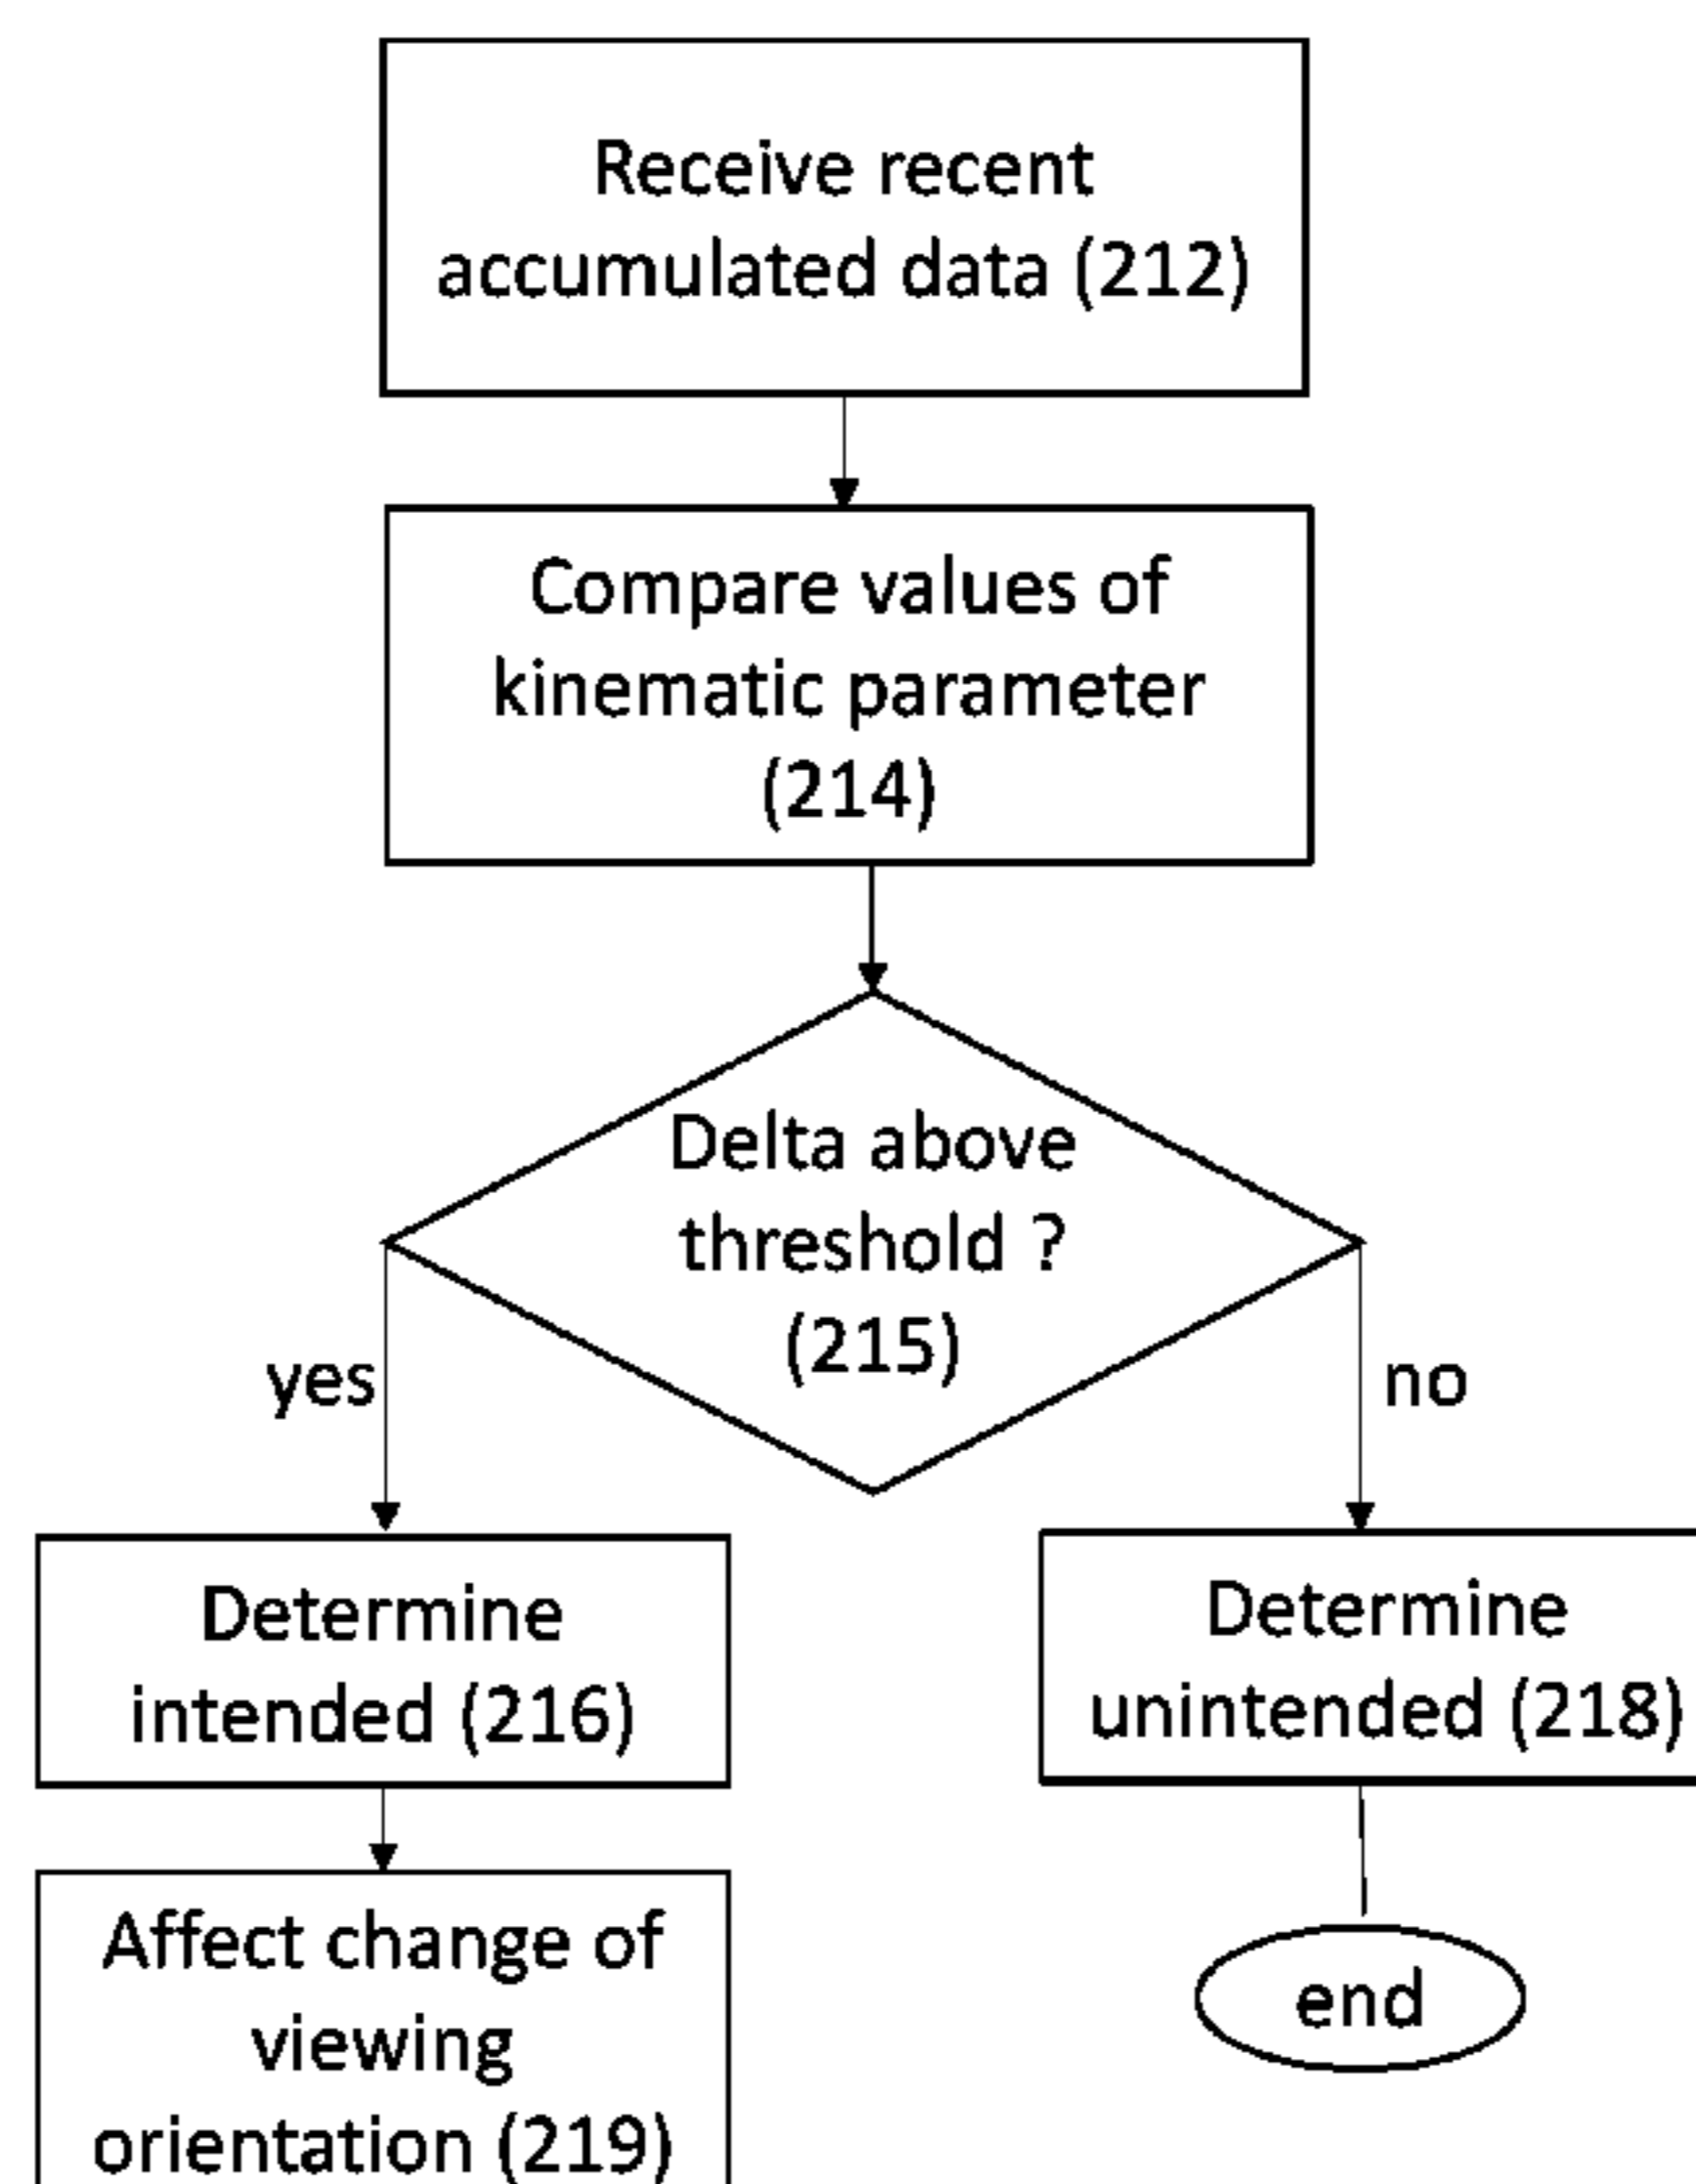 Receive recent
accumulated data (212)
Compare values of
kinematic parameter
(214)
Delta above
threshold ?
(215)
yes
no
Determine
intended (216)
Determine
unintended (218)
Affect change of
viewing
orientation (219)
end